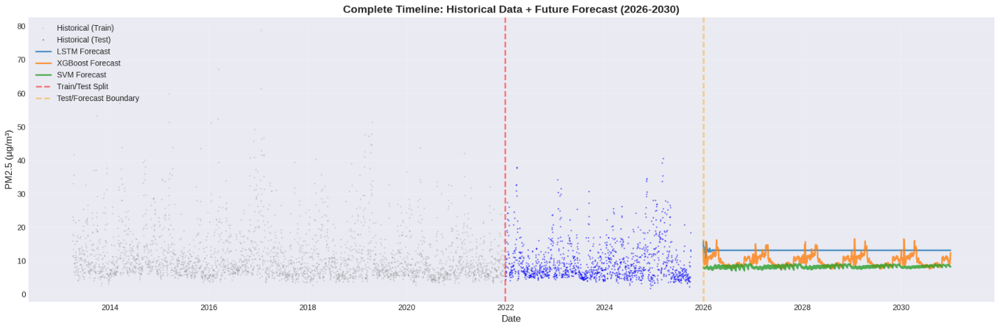 Complete Timeline: Historical Data + Future Forecast (2026-2030)
Historical (Train)
Historical (Test)
LSTM Forecast
XGBoost Forecast
SVM Forecast
Train/Test Split
Test/Forecast Boundary
PM2.5 (µg/m³)
80
70
60
50
40
30
20
10
0
2014 2016 2018 2020 2022 2024 2026 2028 2030
Date